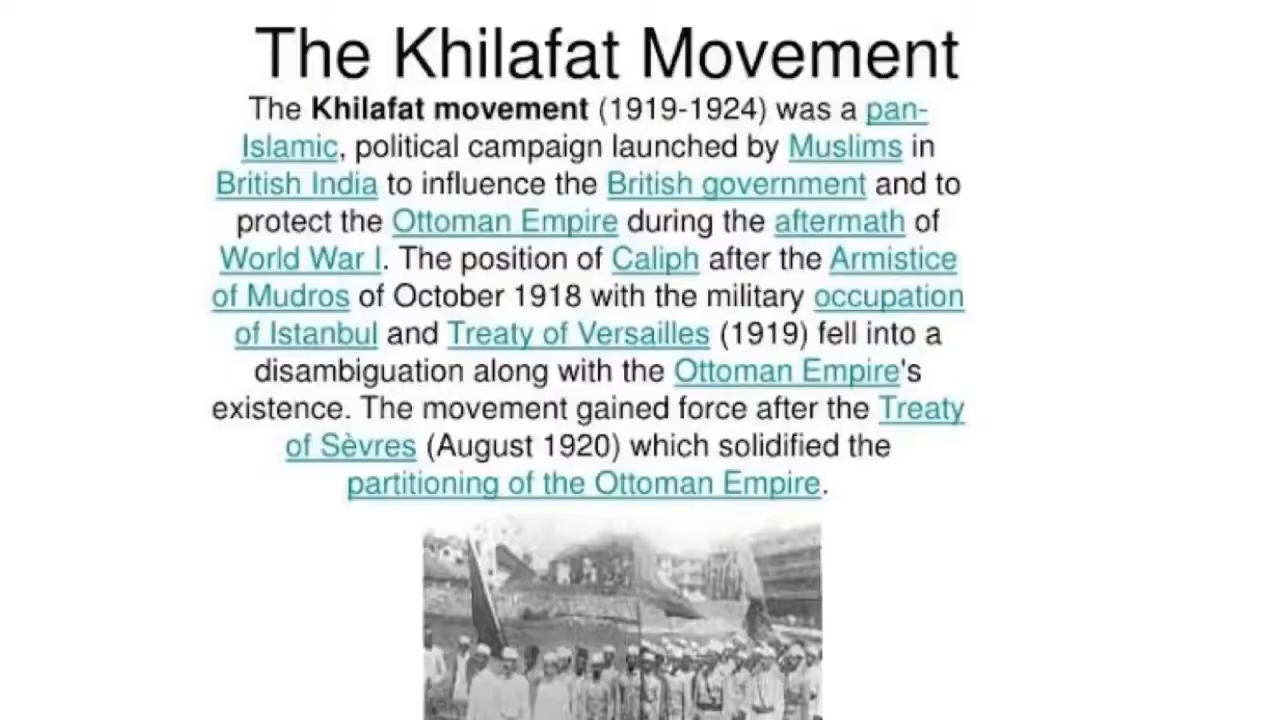 The Khilafat Movement
The Khilafat movement (1919-1924) was a pan-
Islamic, political campaign launched by Muslims in
British India to influence the British government and to
protect the Ottoman Empire during the aftermath of
World War I. The position of Caliph after the Armistice
of Mudros of October 1918 with the military occupation
of Istanbul and Treaty of Versailles (1919) fell into a
disambiguation along with the Ottoman Empire's
existence. The movement gained force after the Treaty
of Sèvres (August 1920) which solidified the
partitioning of the Ottoman Empire.